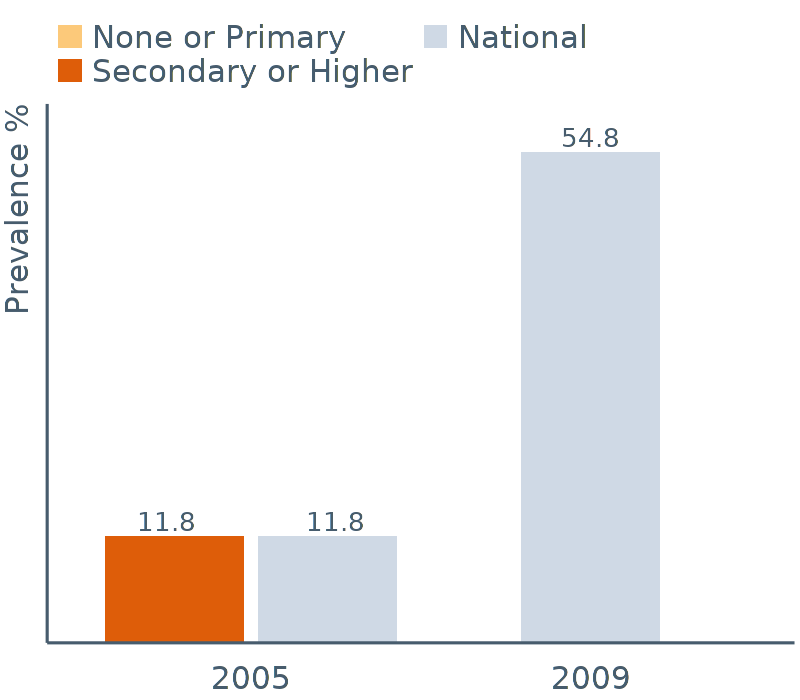 None or Primary
National
Secondary or Higher
Prevalence %
54.8
11.8
11.8
2005
2009